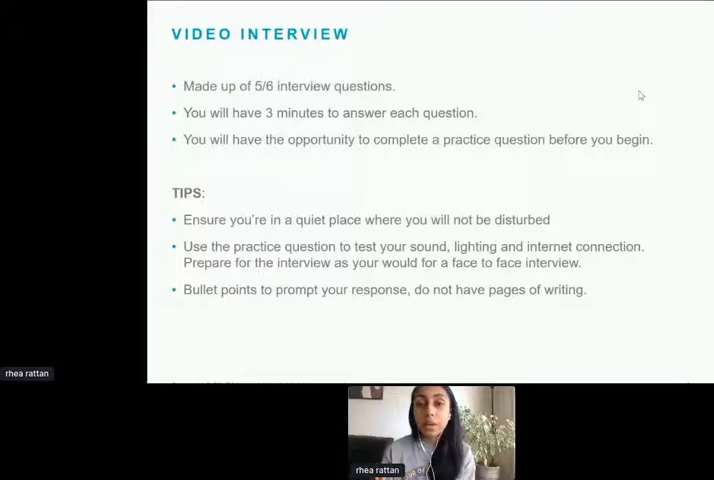 VIDEO INTERVIEW
• Made up of 5/6 interview questions.
• You will have 3 minutes to answer each question.
• You will have the opportunity to complete a practice question before you begin.
TIPS:
• Ensure you're in a quiet place where you will not be disturbed
• Use the practice question to test your sound, lighting and internet connection.
Prepare for the interview as your would for a face to face interview.
• Bullet points to prompt your response, do not have pages of writing.
rhea rattan
rhea rattan